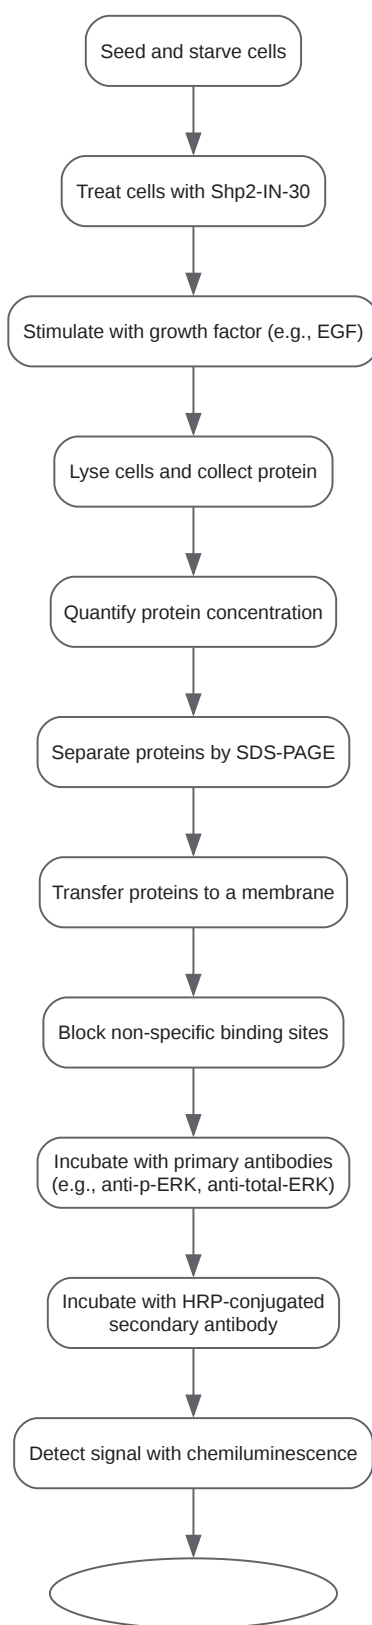 Seed and starve cells
Treat cells with Shp2-IN-30
Stimulate with growth factor (e.g., EGF)
Lyse cells and collect protein
Quantify protein concentration
Separate proteins by SDS-PAGE
Transfer proteins to a membrane
Block non-specific binding sites
Incubate with primary antibodies
(e.g., anti-p-ERK, anti-total-ERK)
Incubate with HRP-conjugated
secondary antibody
Detect signal with chemiluminescence